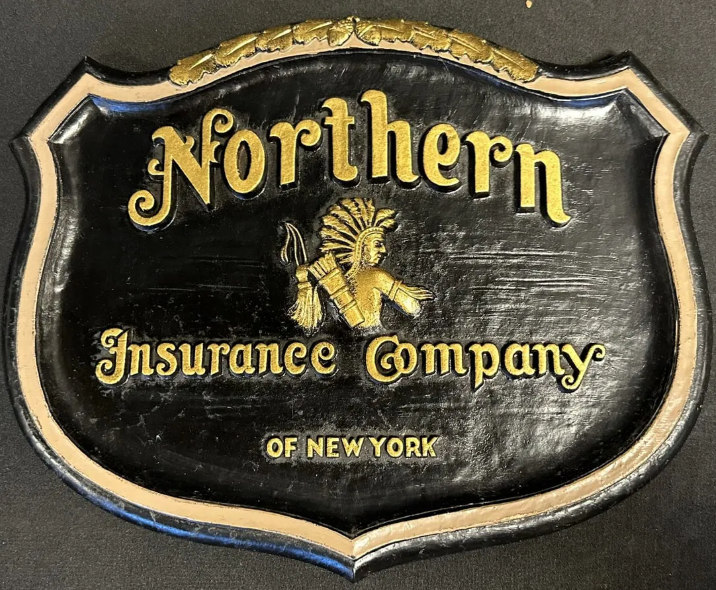 Northern
Insurance Company
OF NEW YORK